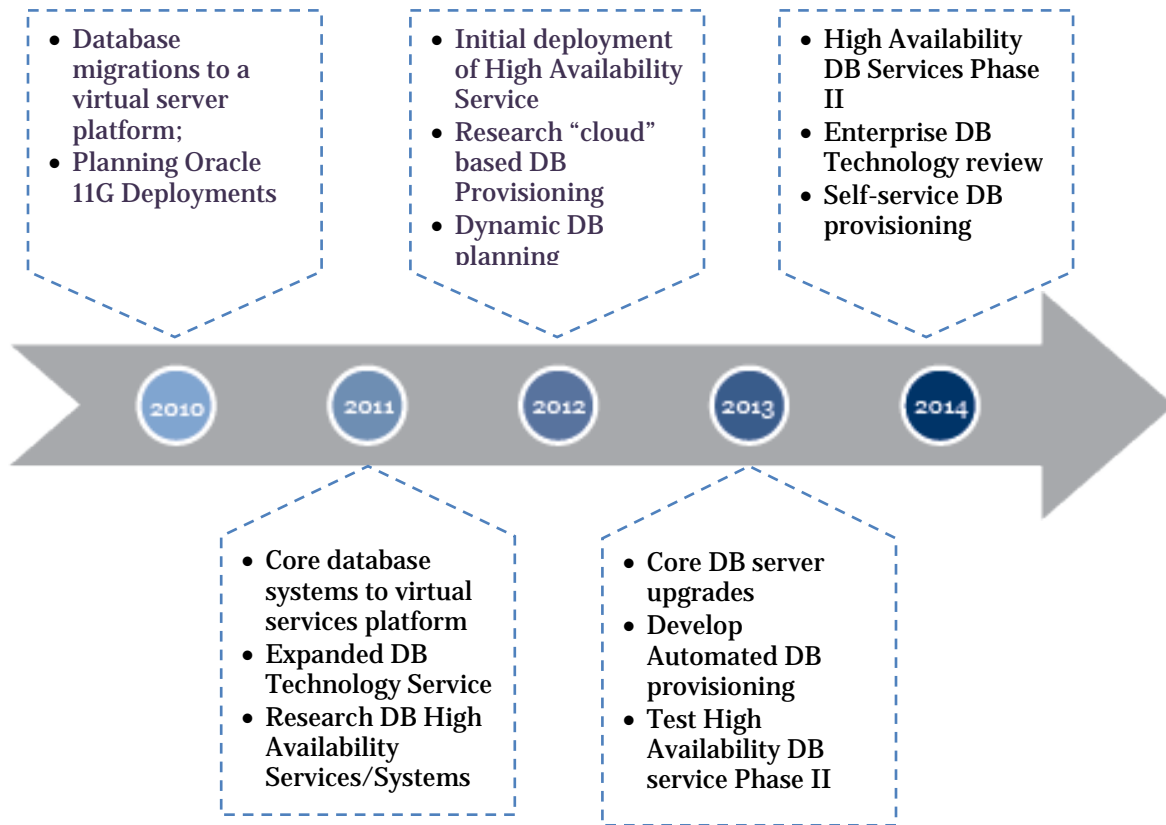 • Database
migrations to a
virtual server
platform;
• Planning Oracle
11G Deployments
• Initial deployment
of High Availability
Service
• Research “cloud”
based DB
Provisioning
• Dynamic DB
planning
• High Availability
DB Services Phase
II
• Enterprise DB
Technology review
• Self-service DB
provisioning
2010
2011
2012
2013
2014
• Core database
systems to virtual
services platform
• Expanded DB
Technology Service
• Research DB High
Availability
Services/Systems
• Core DB server
upgrades
• Develop
Automated DB
provisioning
• Test High
Availability DB
service Phase II